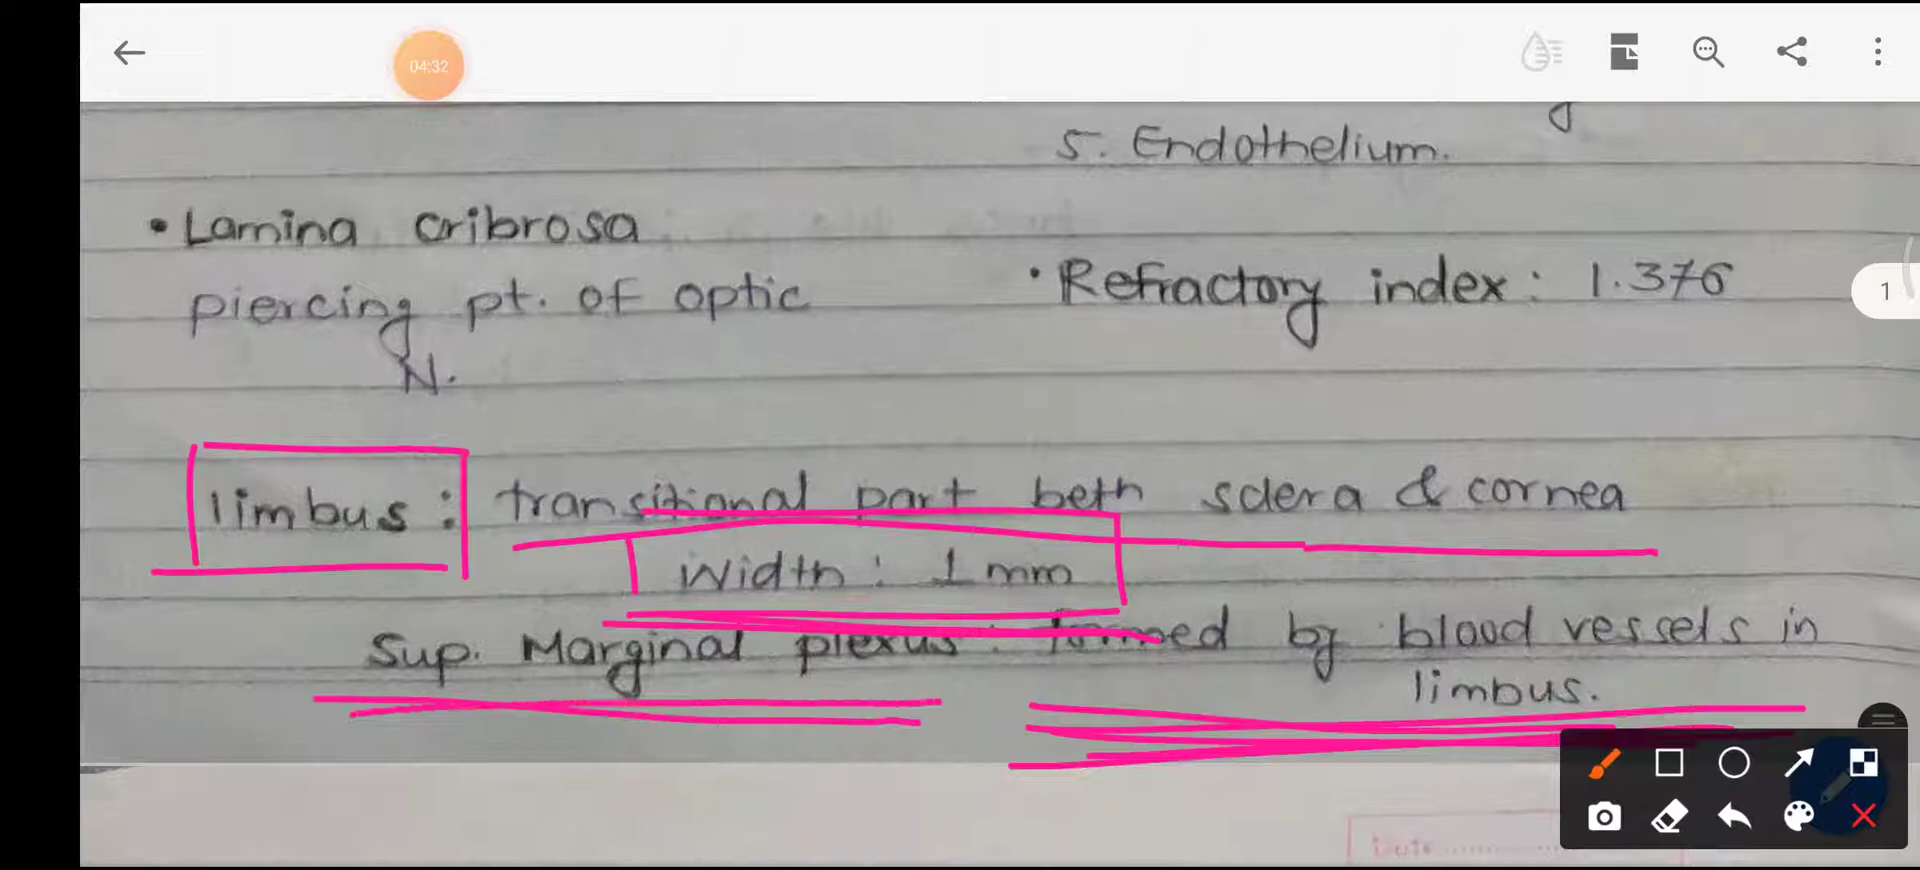 04:32
5. Endothelium.
• Lamina cribrosa
piercing pt. of optic
N.
• Refractory index : 1.376
1
limbus : transitional part betn sclera & cornea
Width : 1 mm
Sup. Marginal plexus : formed by blood vessels in
limbus.
Date